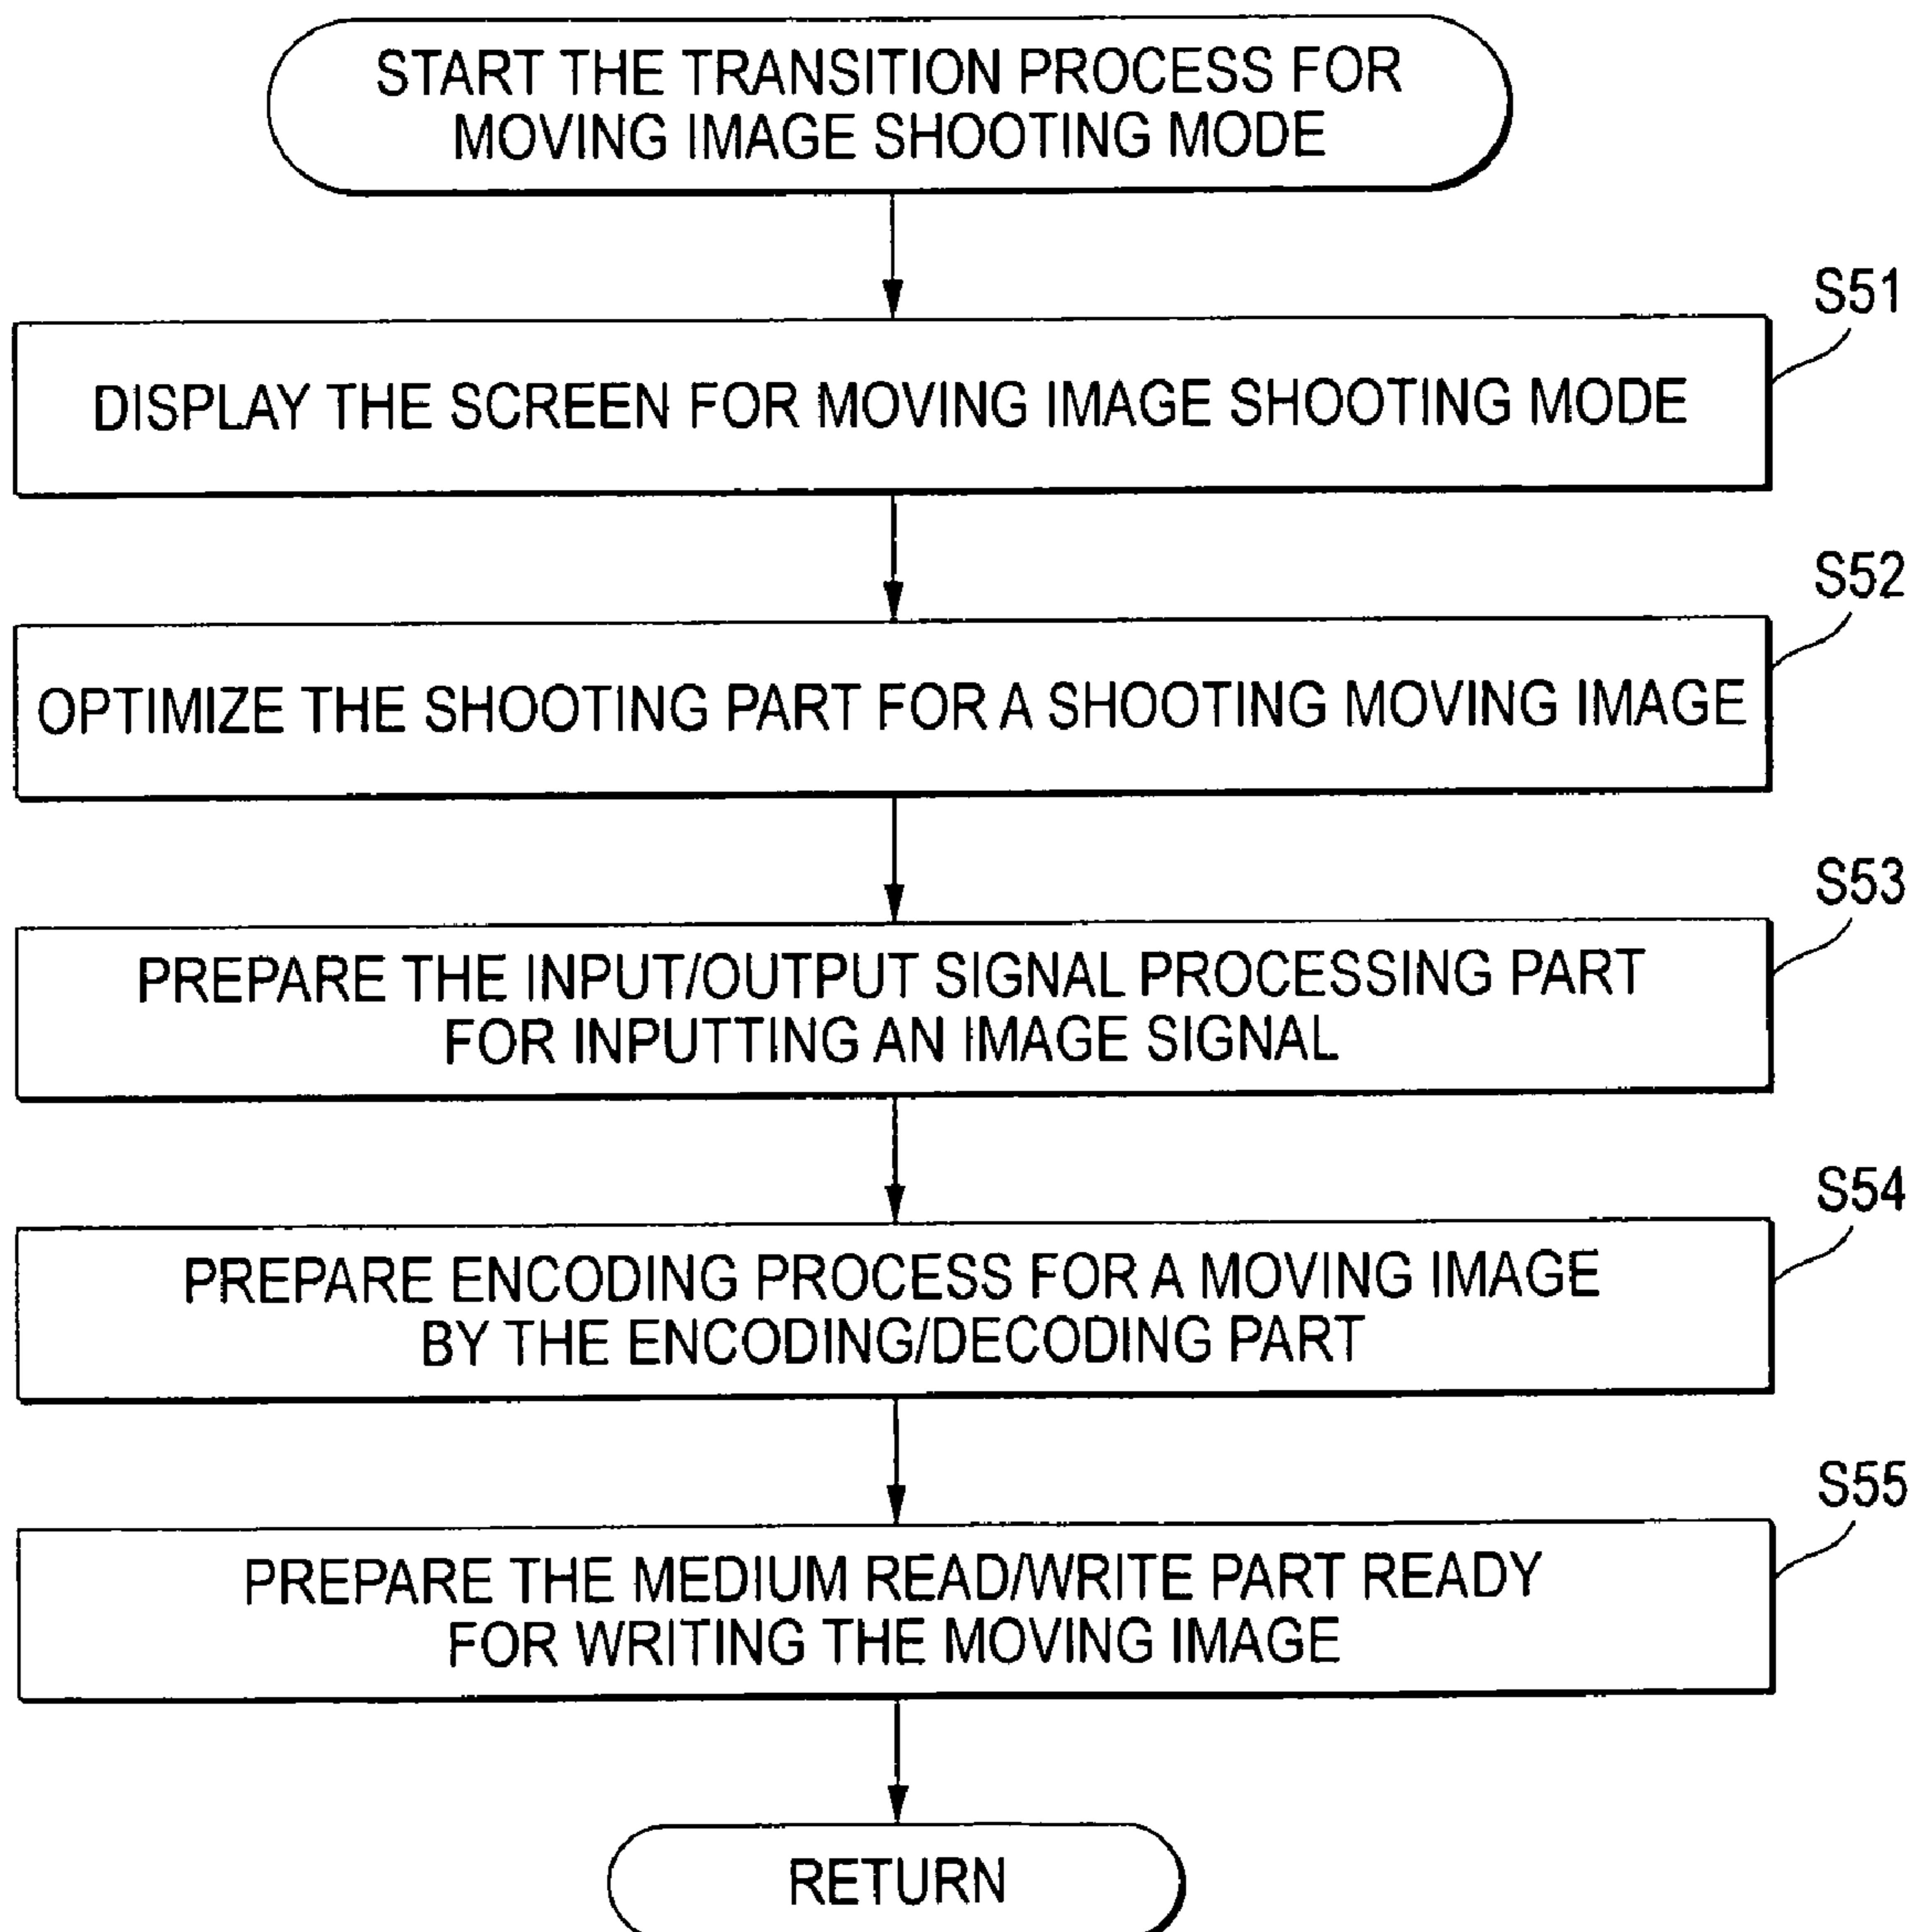 START THE TRANSITION PROCESS FOR
MOVING IMAGE SHOOTING MODE
S51
DISPLAY THE SCREEN FOR MOVING IMAGE SHOOTING MODE
S52
OPTIMIZE THE SHOOTING PART FOR A SHOOTING MOVING IMAGE
S53
PREPARE THE INPUT/OUTPUT SIGNAL PROCESSING PART
FOR INPUTTING AN IMAGE SIGNAL
S54
PREPARE ENCODING PROCESS FOR A MOVING IMAGE
BY THE ENCODING/DECODING PART
S55
PREPARE THE MEDIUM READ/WRITE PART READY
FOR WRITING THE MOVING IMAGE
RETURN